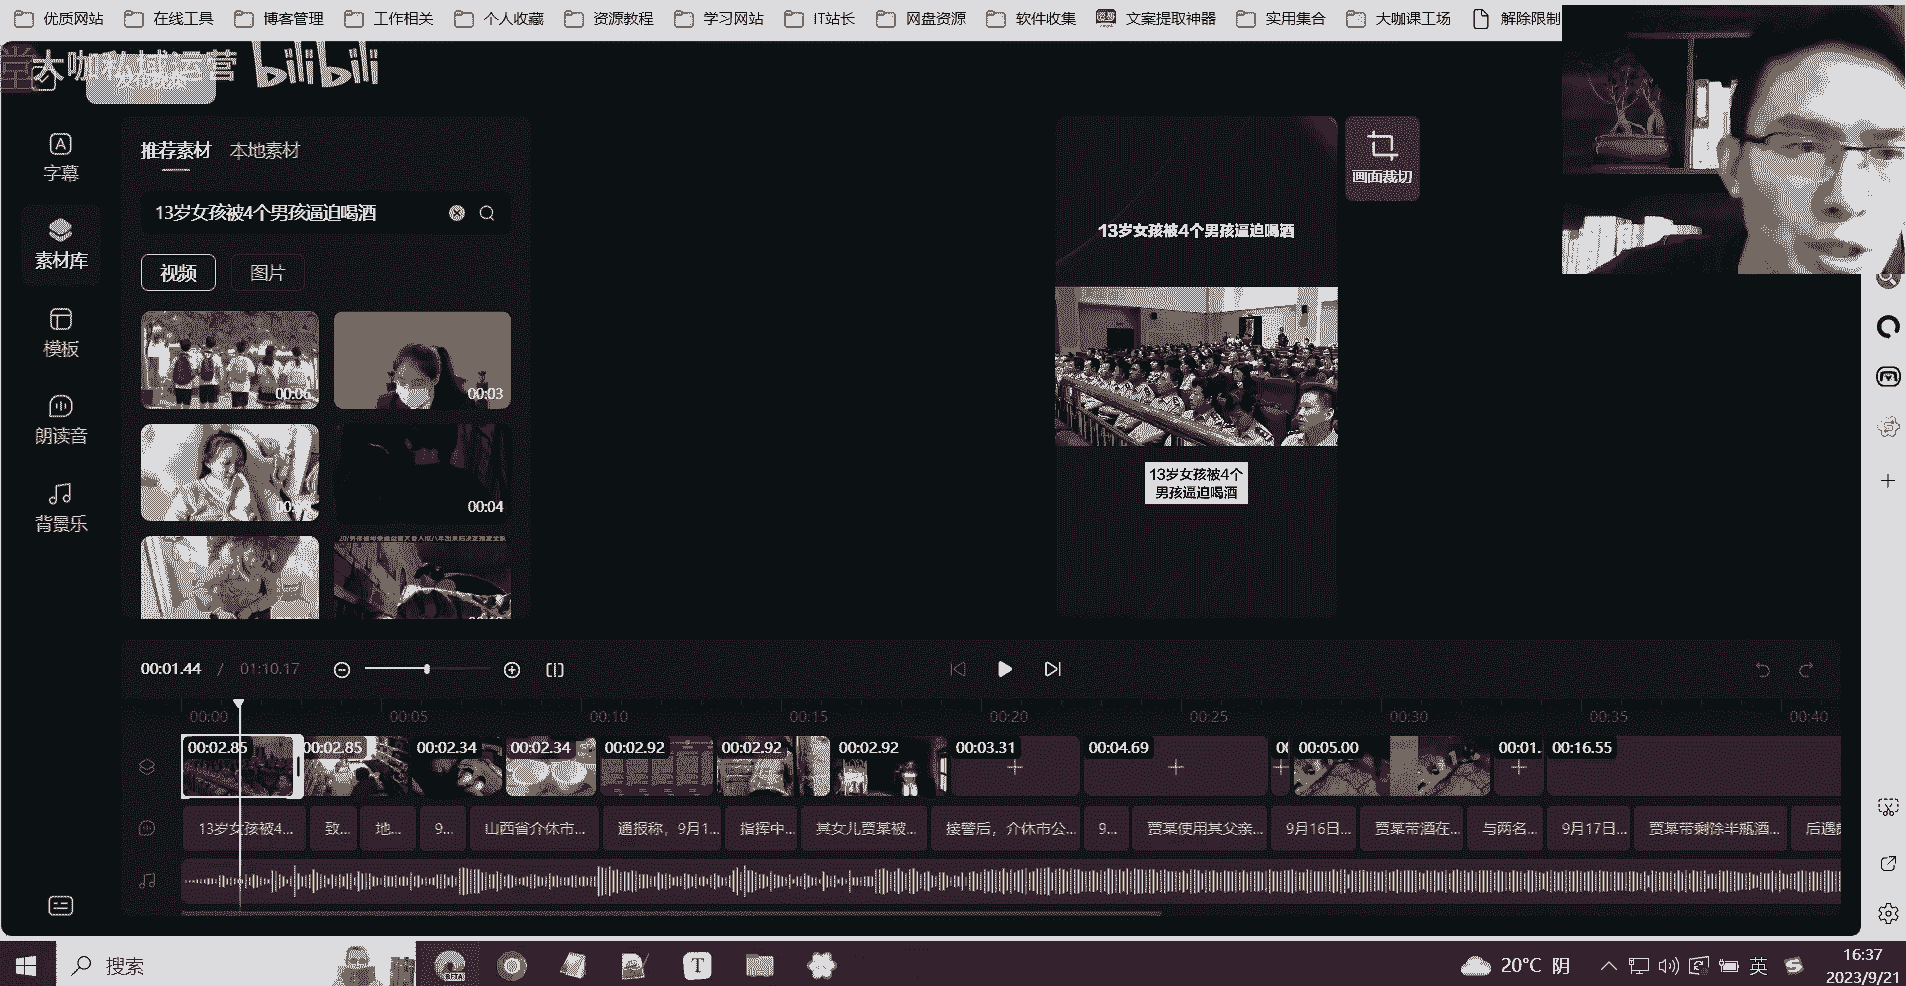 优质网站
在线工具
博客管理
工作相关
个人收藏
资源教程
学习网站
IT站长
网盘资源
软件收集
文案提取神器
实用集合
大咖课工场
解除限制
大咖私域运营
bilibili
字幕
素材库
模板
朗读音
背景乐
推荐素材 本地素材
13岁女孩被4个男孩逼迫喝酒
视频 图片
00:03
00:04
画面裁切
13岁女孩被4个男孩逼迫喝酒
13岁女孩被4个
男孩逼迫喝酒
00:01.44 / 01:10.17
00:00 00:05 00:10 00:15 00:20 00:25 00:30 00:35 00:40
00:02.85 00:02.85 00:02.34 00:02.34 00:02.92 00:02.92 00:02.92 00:03.31 00:04.69 00:05.00 00:01. 00:16.55
13岁女孩被4... 致... 地... 9... 山西省介休市... 通报称，9月1... 指挥中... 其女儿贾某被... 接警后，介休市公... 9... 贾某使用其父亲... 9月16日... 贾某带酒在... 与两名... 9月17日... 贾某带剩除半瓶酒... 后遇
搜索
BETA
T
20°C 阴
英
16:37
2023/9/21